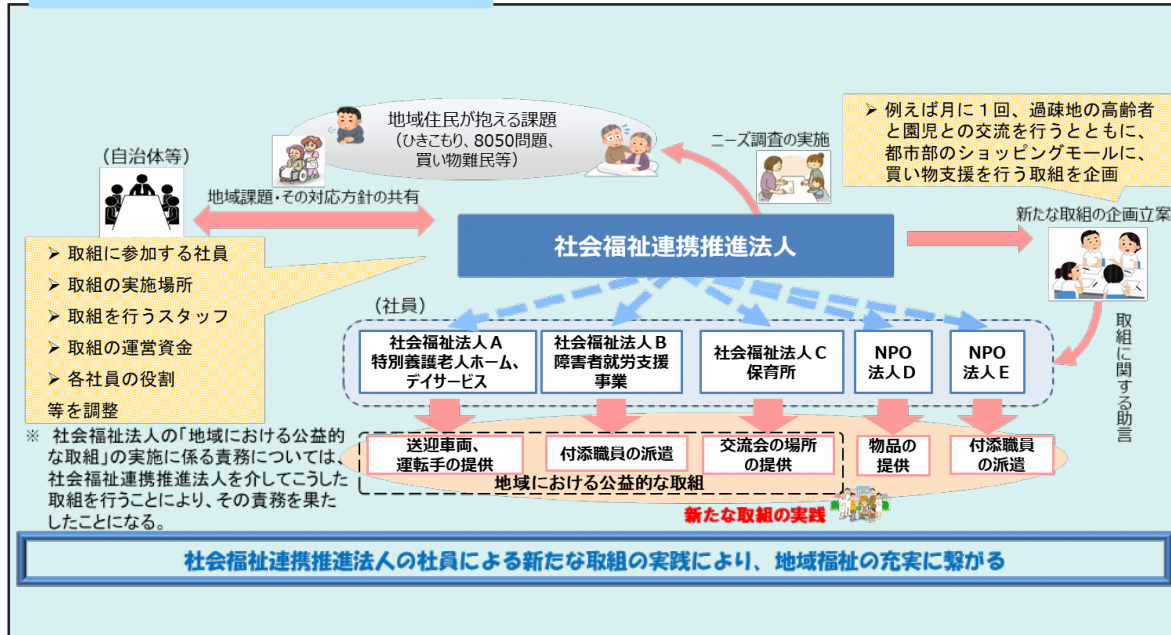 地域住民が抱える課題
（ひきこもり、8050問題、
買い物難民等）
ニーズ調査の実施
➢ 例えば月に１回、過疎地の高齢者
と園児との交流を行うとともに、
都市部のショッピングモールに、
買い物支援を行う取組を企画
（自治体等）
地域課題・その対応方針の共有
新たな取組の企画立案
社会福祉連携推進法人
➢ 取組に参加する社員
➢ 取組の実施場所
➢ 取組を行うスタッフ
➢ 取組の運営資金
➢ 各社員の役割
等を調整
（社員）
社会福祉法人Ａ
特別養護老人ホーム、
デイサービス
社会福祉法人Ｂ
障害者就労支援
事業
社会福祉法人Ｃ
保育所
NPO
法人Ｄ
NPO
法人Ｅ
取組に関する助言
送迎車両、
運転手の提供
付添職員の派遣
交流会の場所
の提供
物品の
提供
付添職員
の派遣
地域における公益的な取組
新たな取組の実践
※ 社会福祉法人の「地域における公益的
な取組」の実施に係る責務については、
社会福祉連携推進法人を介してこうした
取組を行うことにより、その責務を果た
したことになる。
社会福祉連携推進法人の社員による新たな取組の実践により、地域福祉の充実に繋がる